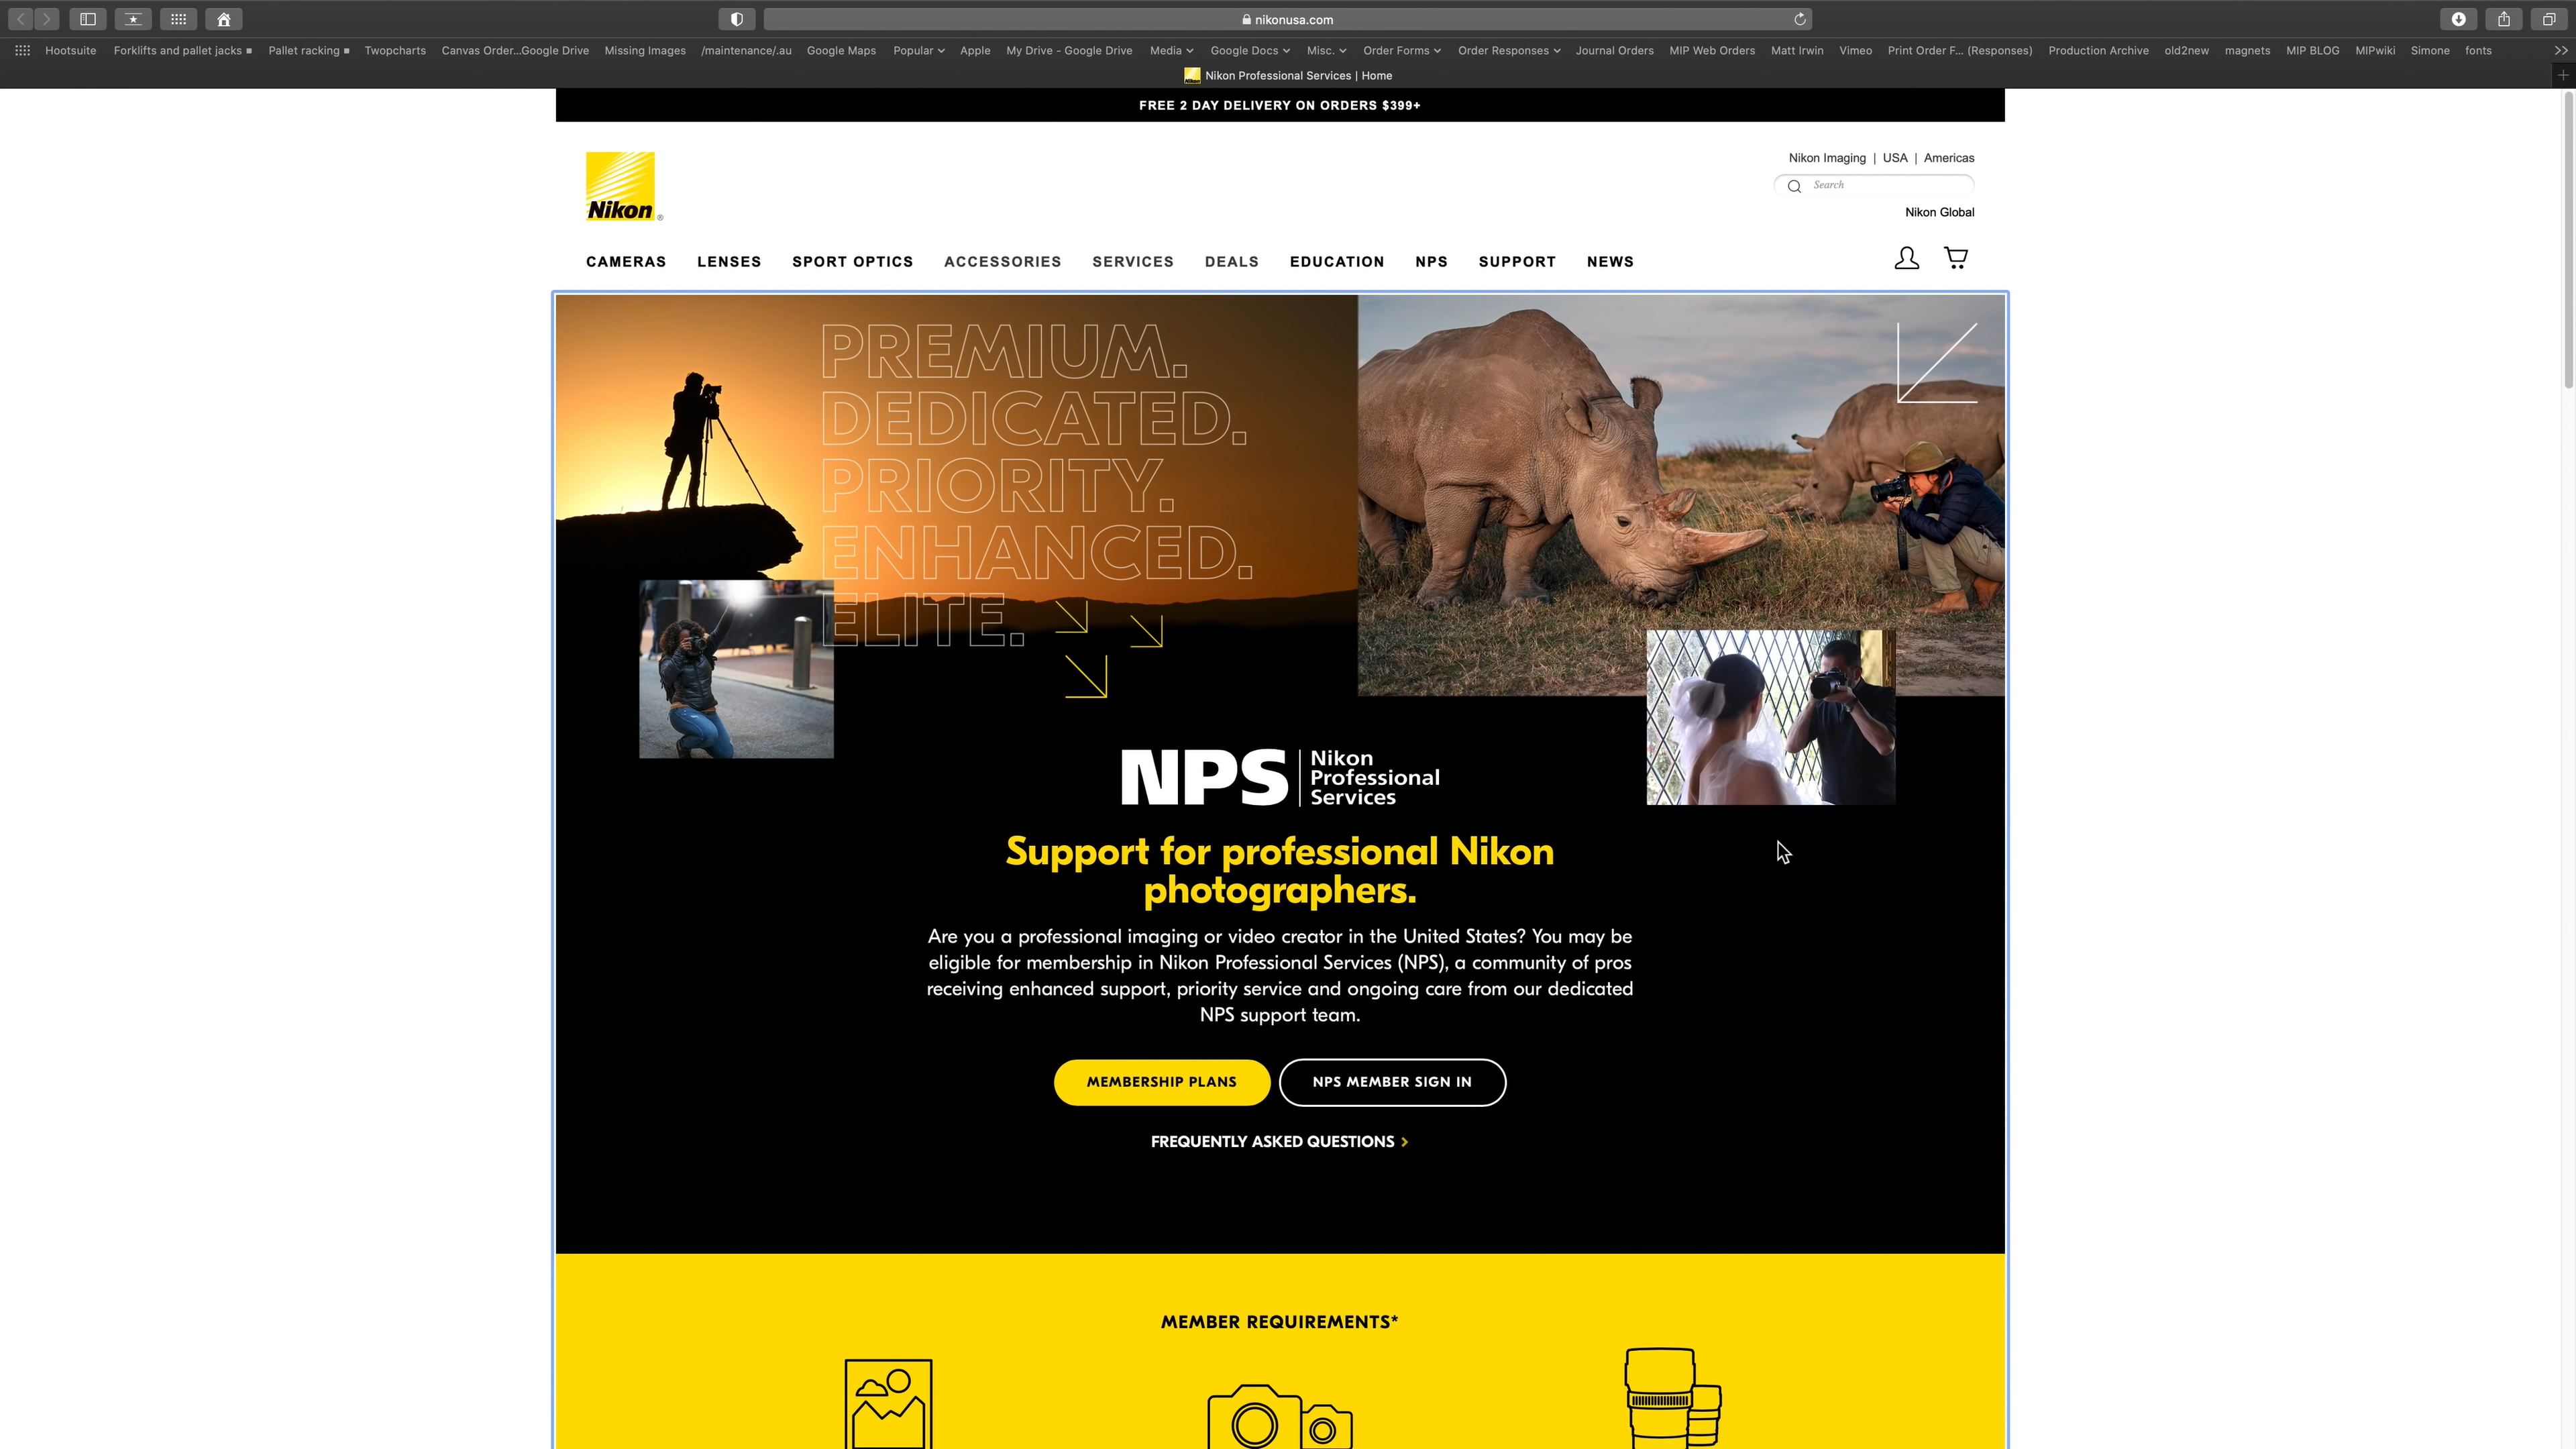 nikonusa.com
Hootsuite Forklifts and pallet jacks Pallet racking Twopcharts Canvas Order...Google Drive Missing Images /maintenance/.au Google Maps Popular Apple My Drive - Google Drive Media Google Docs Misc. Order Forms Order Responses Journal Orders MIP Web Orders Matt Irwin Vimeo Print Order F... (Responses) Production Archive old2new magnets MIP BLOG MIPwiki Simone fonts
Nikon Professional Services | Home
FREE 2 DAY DELIVERY ON ORDERS $399+
Nikon Imaging | USA | Americas
Search
Nikon ®
Nikon Global
CAMERAS LENSES SPORT OPTICS ACCESSORIES SERVICES DEALS EDUCATION NPS SUPPORT NEWS
PREMIUM.
DEDICATED.
PRIORITY.
ENHANCED.
ELITE.
NPS
Nikon
Professional
Services
Support for professional Nikon
photographers.
Are you a professional imaging or video creator in the United States? You may be
eligible for membership in Nikon Professional Services (NPS), a community of pros
receiving enhanced support, priority service and ongoing care from our dedicated
NPS support team.
MEMBERSHIP PLANS NPS MEMBER SIGN IN
FREQUENTLY ASKED QUESTIONS >
MEMBER REQUIREMENTS*